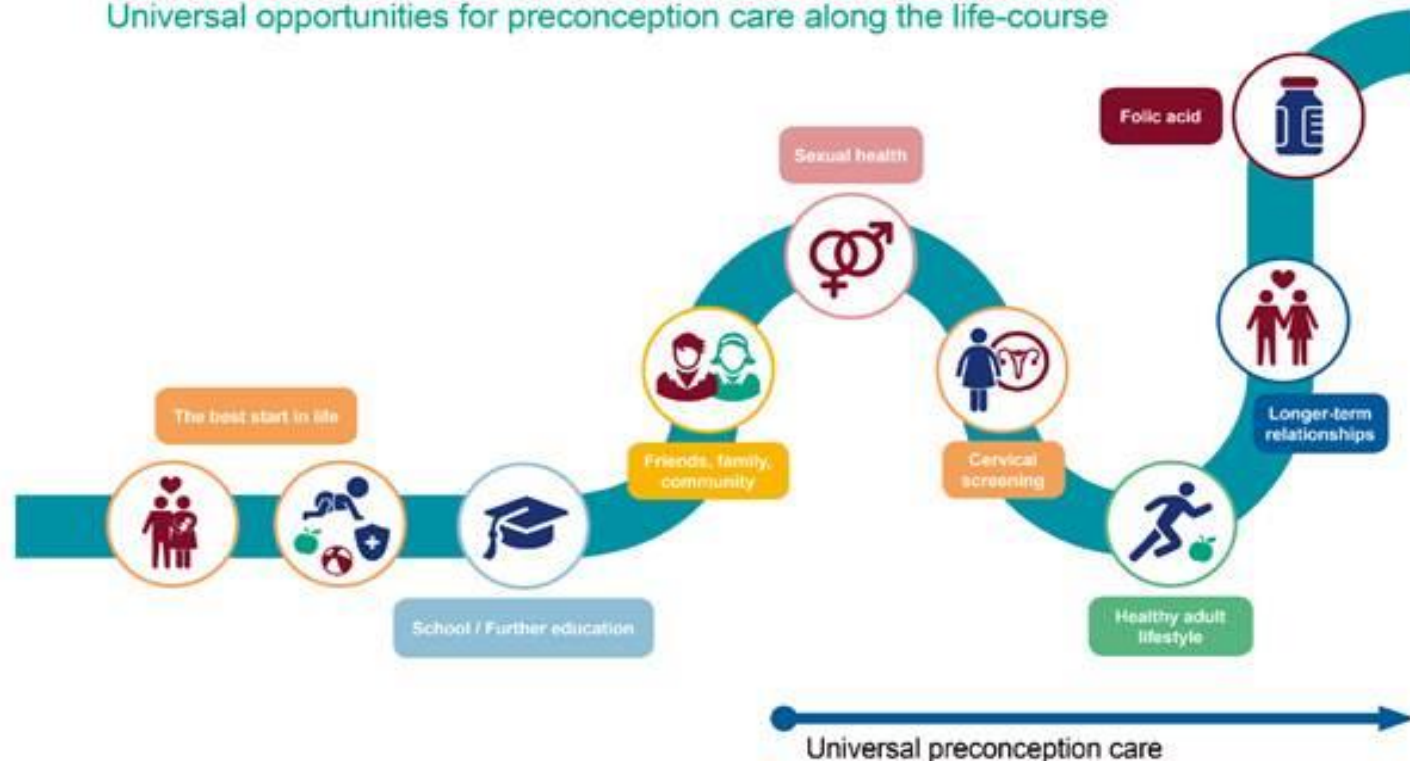 Universal opportunities for preconception care along the life-course
Folic acid
Sexual health
The best start in life
Friends, family,
community
Cervical
screening
Longer-term
relationships
School / Further education
Healthy adult
lifestyle
Universal preconception care